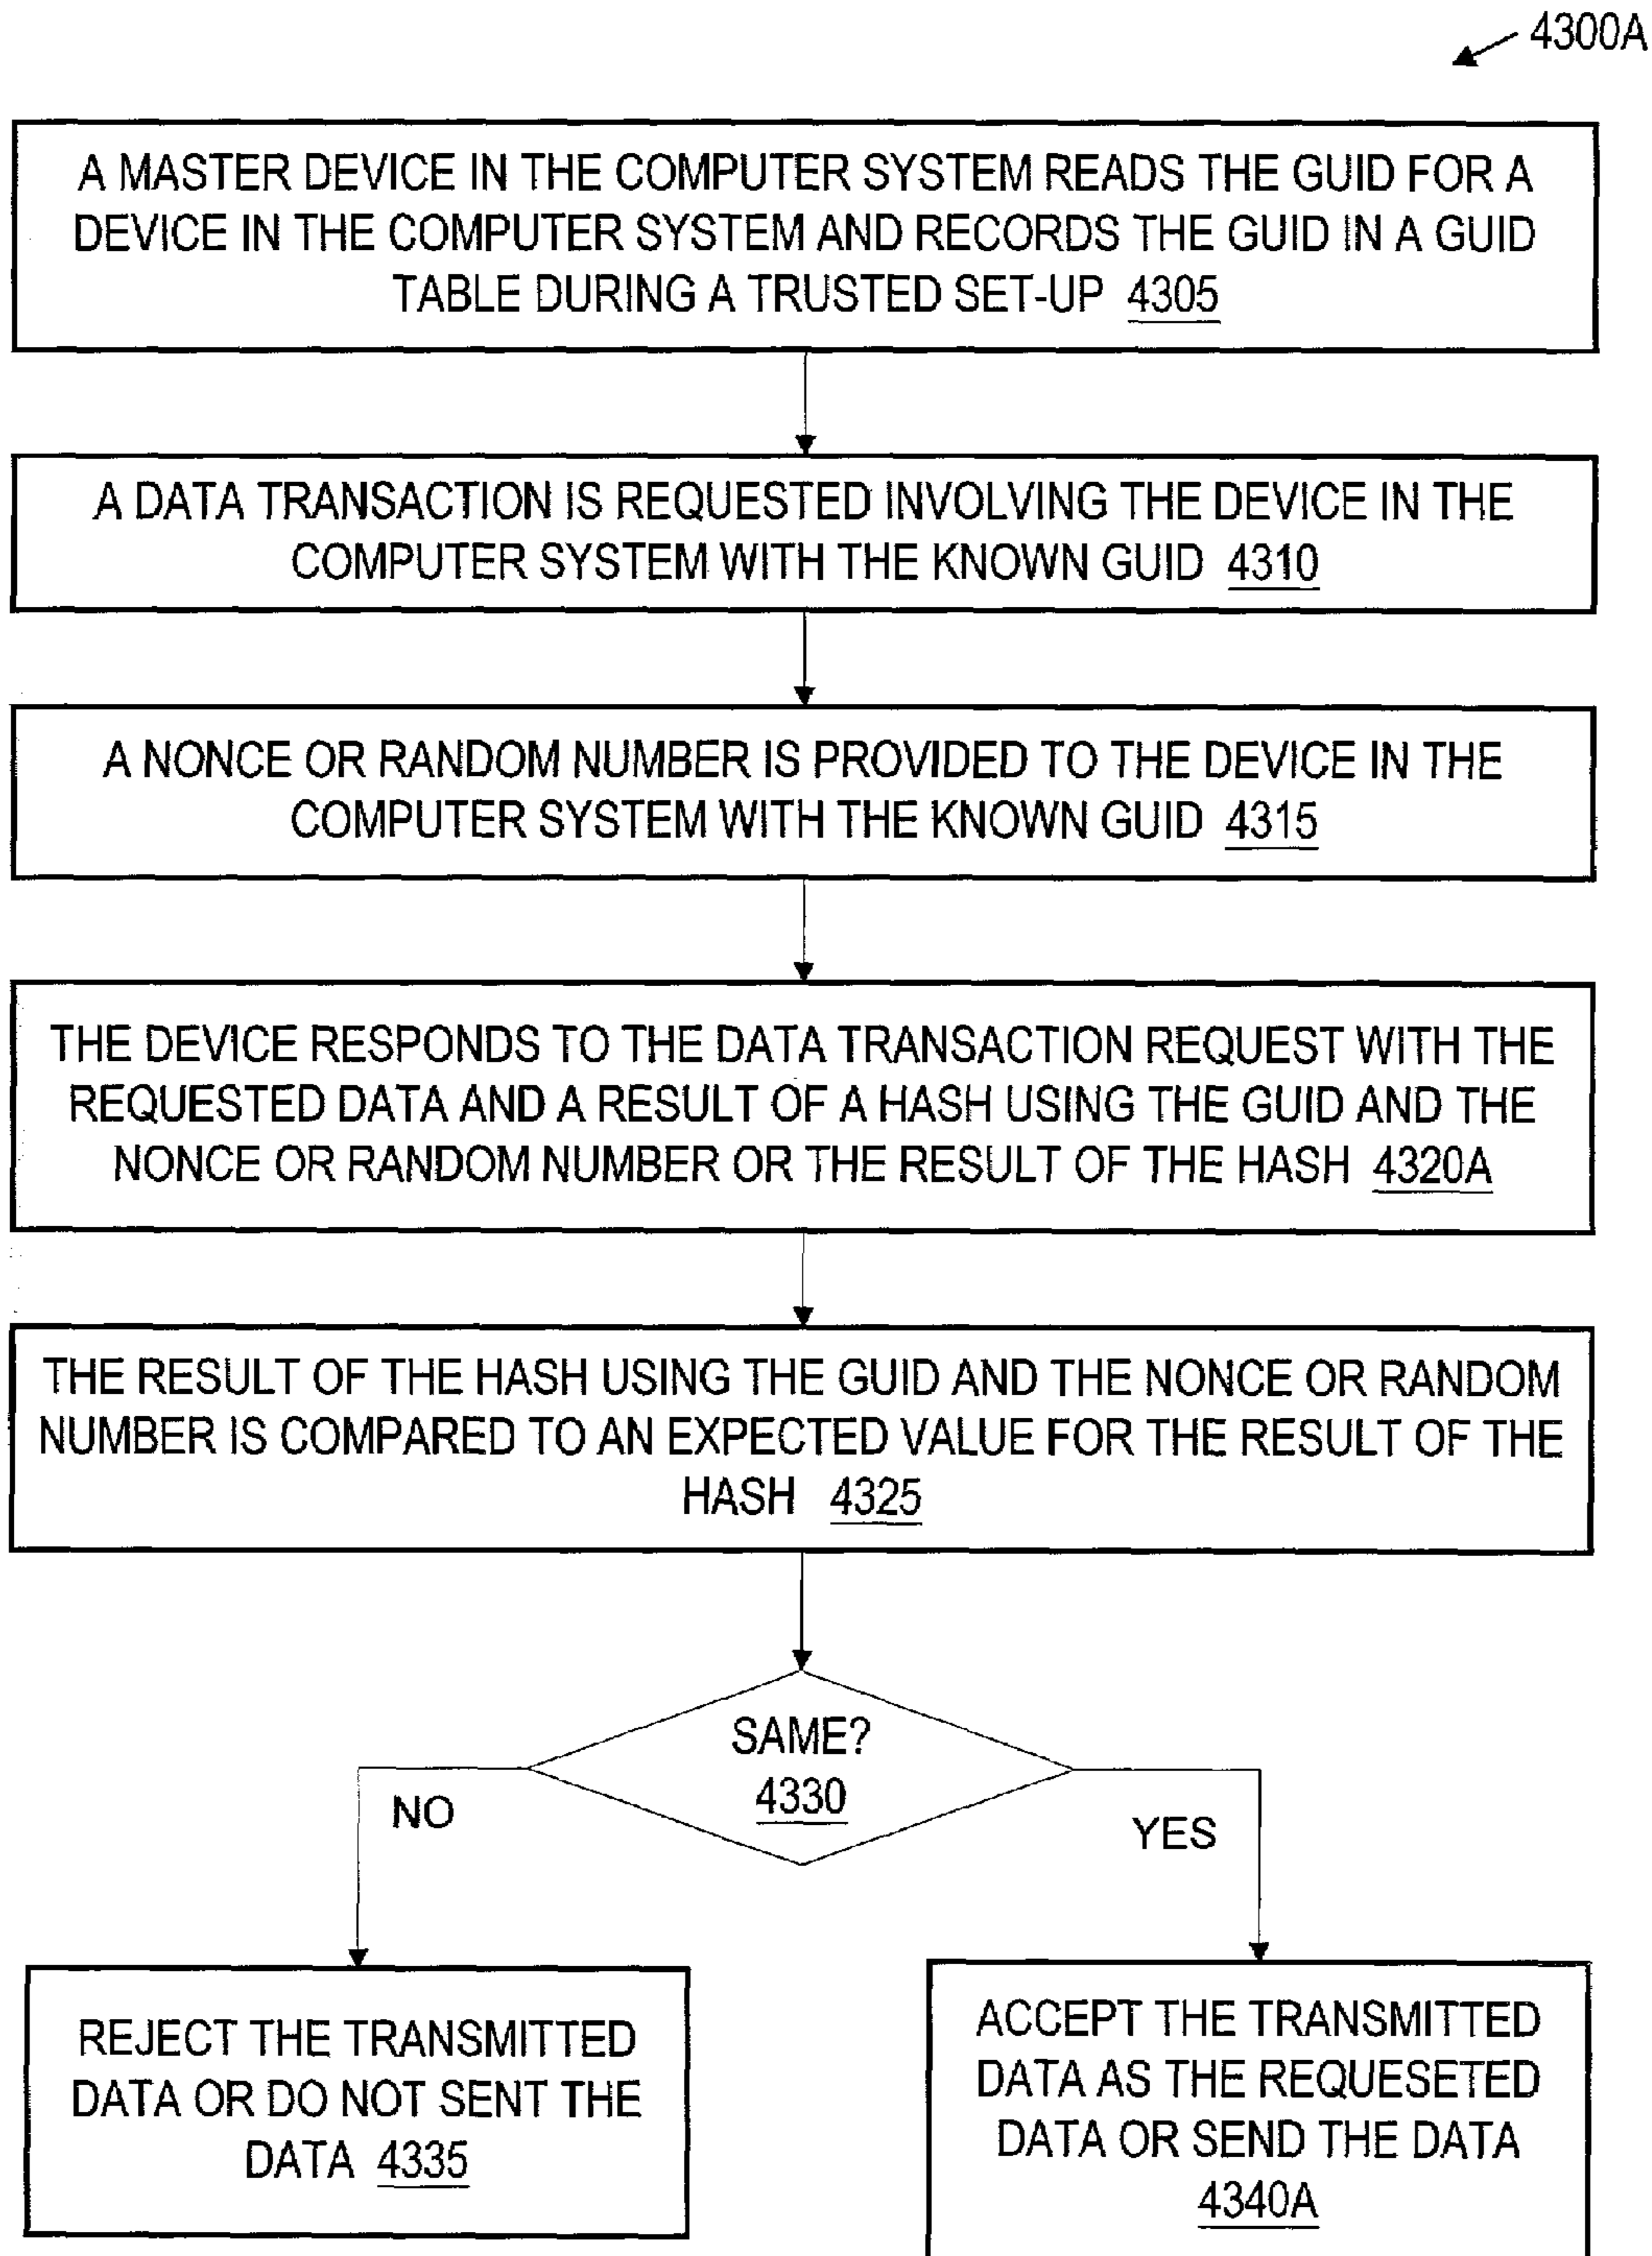 4300A
A MASTER DEVICE IN THE COMPUTER SYSTEM READS THE GUID FOR A
DEVICE IN THE COMPUTER SYSTEM AND RECORDS THE GUID IN A GUID
TABLE DURING A TRUSTED SET-UP 4305
A DATA TRANSACTION IS REQUESTED INVOLVING THE DEVICE IN THE
COMPUTER SYSTEM WITH THE KNOWN GUID 4310
A NONCE OR RANDOM NUMBER IS PROVIDED TO THE DEVICE IN THE
COMPUTER SYSTEM WITH THE KNOWN GUID 4315
THE DEVICE RESPONDS TO THE DATA TRANSACTION REQUEST WITH THE
REQUESTED DATA AND A RESULT OF A HASH USING THE GUID AND THE
NONCE OR RANDOM NUMBER OR THE RESULT OF THE HASH 4320A
THE RESULT OF THE HASH USING THE GUID AND THE NONCE OR RANDOM
NUMBER IS COMPARED TO AN EXPECTED VALUE FOR THE RESULT OF THE
HASH 4325
SAME?
4330
NO
YES
REJECT THE TRANSMITTED
DATA OR DO NOT SENT THE
DATA 4335
ACCEPT THE TRANSMITTED
DATA AS THE REQUESETED
DATA OR SEND THE DATA
4340A